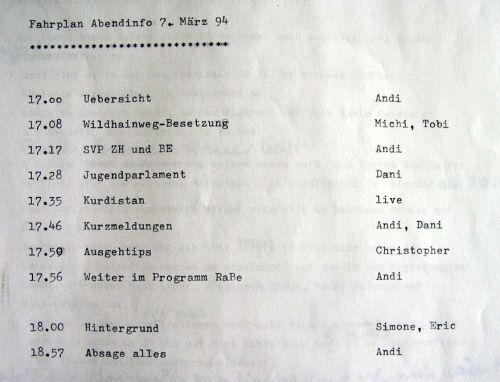 Fahrplan Abendinfo 7. März 94
*****************************
17.00 Uebersicht Andi
17.08 Wildhainweg-Besetzung Michi, Tobi
17.17 SVP ZH und BE Andi
17.28 Jugendparlament Dani
17.35 Kurdistan live
17.46 Kurzmeldungen Andi, Dani
17.50 Ausgehtips Christopher
17.56 Weiter im Programm RaBe Andi
18.00 Hintergrund Simone, Eric
18.57 Absage alles Andi